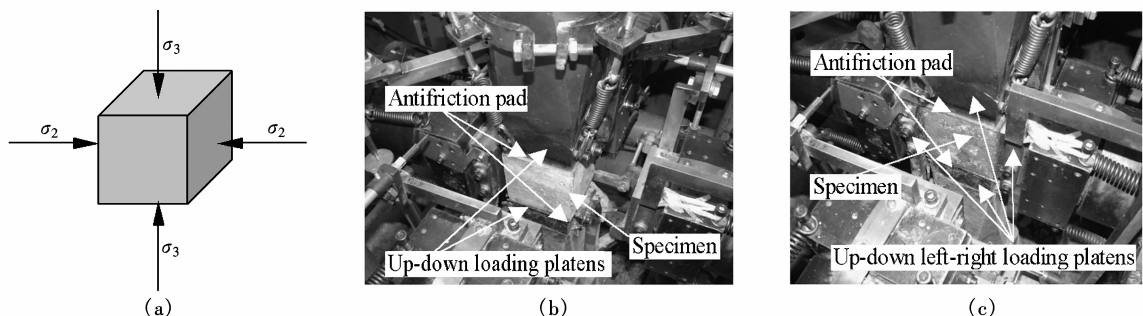 σ3
σ2
σ2
σ3
(a)
Antifriction pad
Specimen
Up-down loading platens
(b)
Antifriction pad
Specimen
Up-down left-right loading platens
(c)